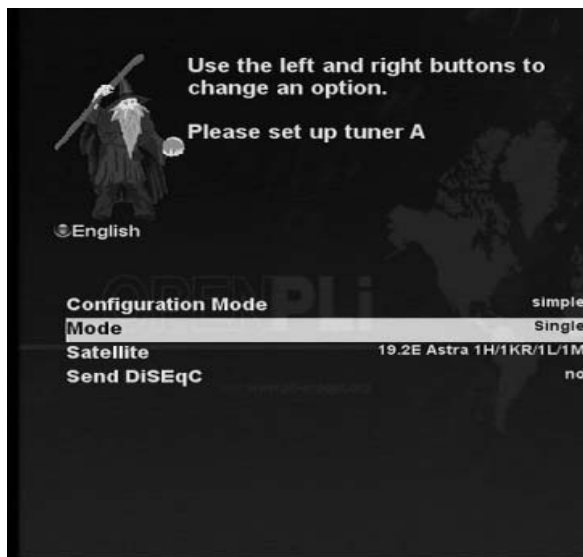 Use the left and right buttons to
change an option.
Please set up tuner A
English
OPENPLi
Configuration Mode simple
Mode Single
Satellite 19.2E Astra 1H/1KR/1L/1M
Send DiSEqC no